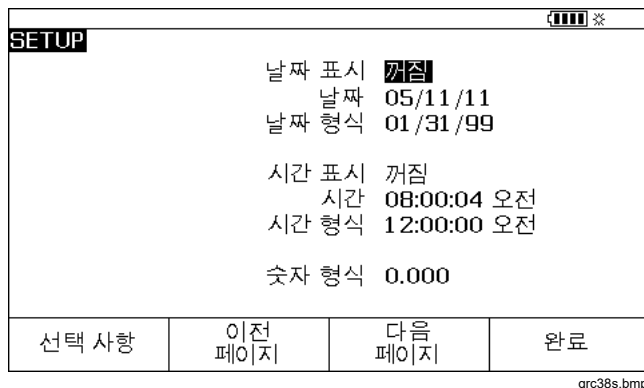 SETUP
날짜 표시 꺼짐
날짜 05/11/11
날짜 형식 01/31/99
시간 표시 꺼짐
시간 08:00:04 오전
시간 형식 12:00:00 오전
숫자 형식 0.000
선택 사항
이전
페이지
다음
페이지
완료
grc38s.bmp